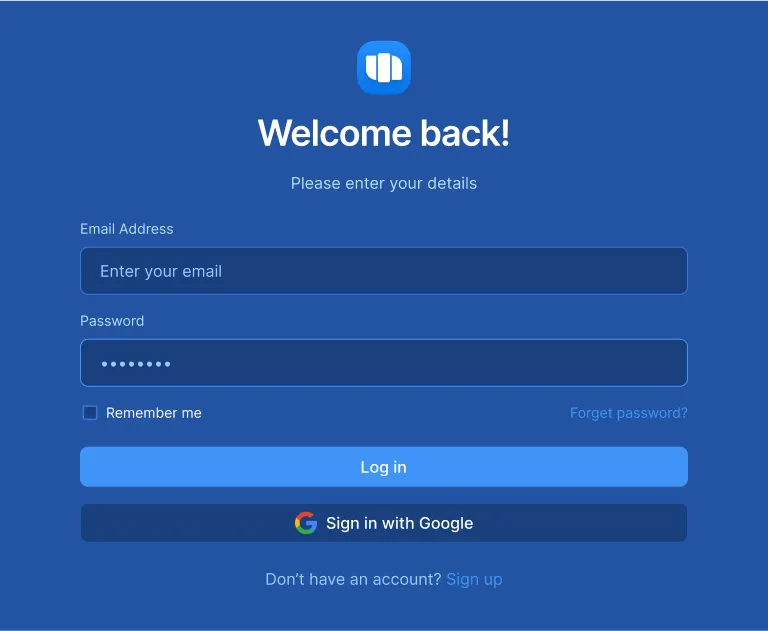 Welcome back!
Please enter your details
Email Address
Enter your email
Password
••••••••
Remember me
Forget password?
Log in
Sign in with Google
Don’t have an account? Sign up